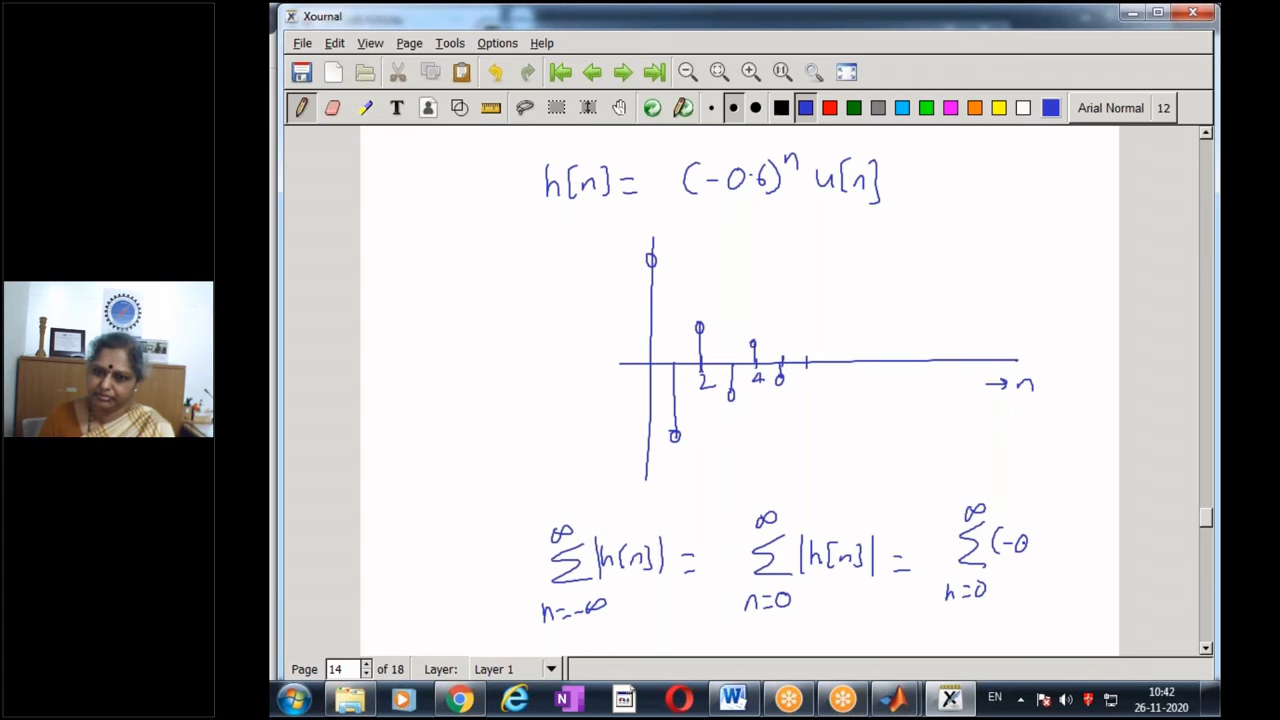 Xournal
File Edit View Page Tools Options Help
T Arial Normal 12
h[n] = (-0.6)^n u[n]
2 4
→ n
∞ ∞ ∞
∑ |h[n]| = ∑ |h[n]| = ∑ (-0
n=-∞ n=0 n=0
Page 14 of 18 Layer: Layer 1
EN 10:42
26-11-2020